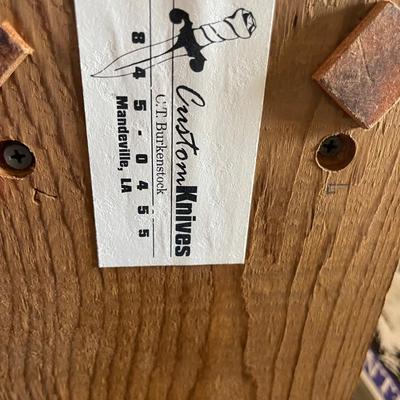 Custom Knives
C.T. Burkenstock
845-0455
Mandeville, LA